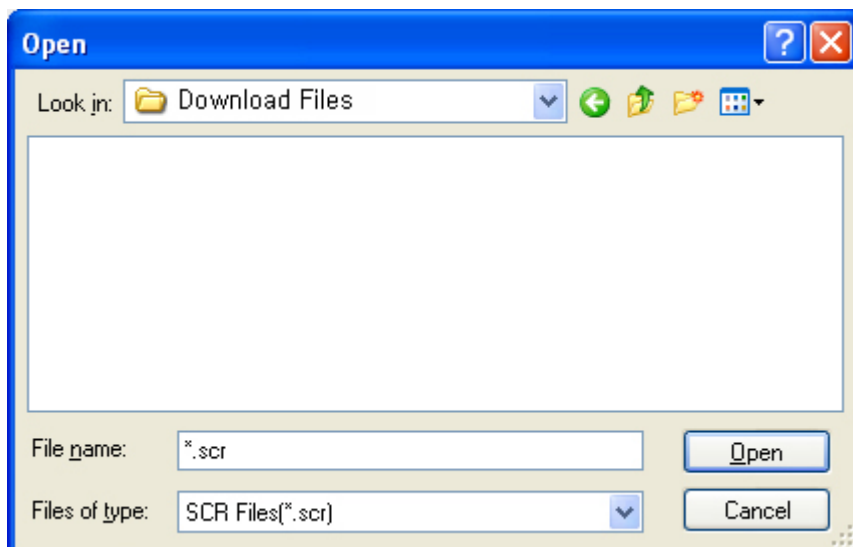 Open
Look in: Download Files
File name: *.scr
Open
Files of type: SCR Files(*.scr)
Cancel